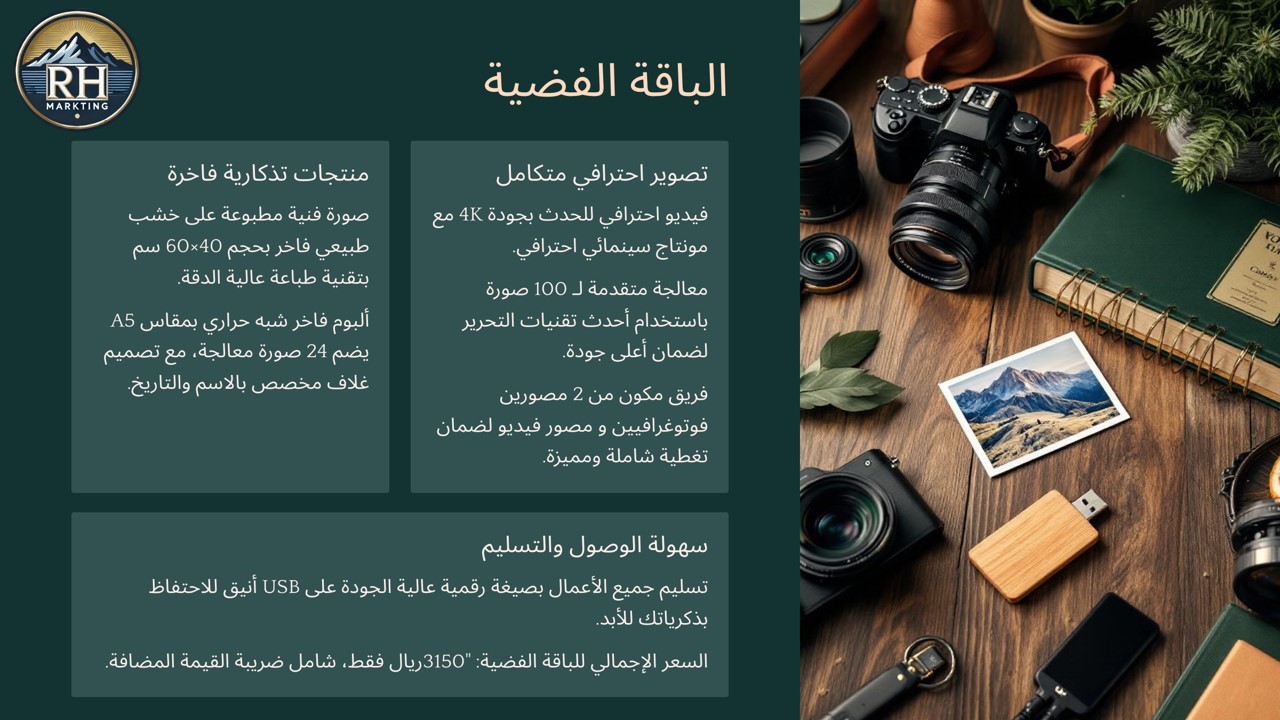 RH
MARKTING
الباقة الفضية
تصوير احترافي متكامل
فيديو احترافي للحدث بجودة 4K مع
مونتاج سينمائي احترافي.
معالجة متقدمة لـ 100 صورة
باستخدام أحدث تقنيات التحرير
لضمان أعلى جودة.
فريق مكون من 2 مصورين
فوتوغرافيين و مصور فيديو لضمان
تغطية شاملة ومميزة.
منتجات تذكارية فاخرة
صورة فنية مطبوعة على خشب
طبيعي فاخر بحجم 40×60 سم
بتقنية طباعة عالية الدقة.
ألبوم فاخر شبه حراري بمقاس A5
يضم 24 صورة معالجة، مع تصميم
غلاف مخصص بالاسم والتاريخ.
سهولة الوصول والتسليم
تسليم جميع الأعمال بصيغة رقمية عالية الجودة على USB أنيق للاحتفاظ
بذكرياتك للأبد.
السعر الإجمالي للباقة الفضية: "3150ريال فقط، شامل ضريبة القيمة المضافة.